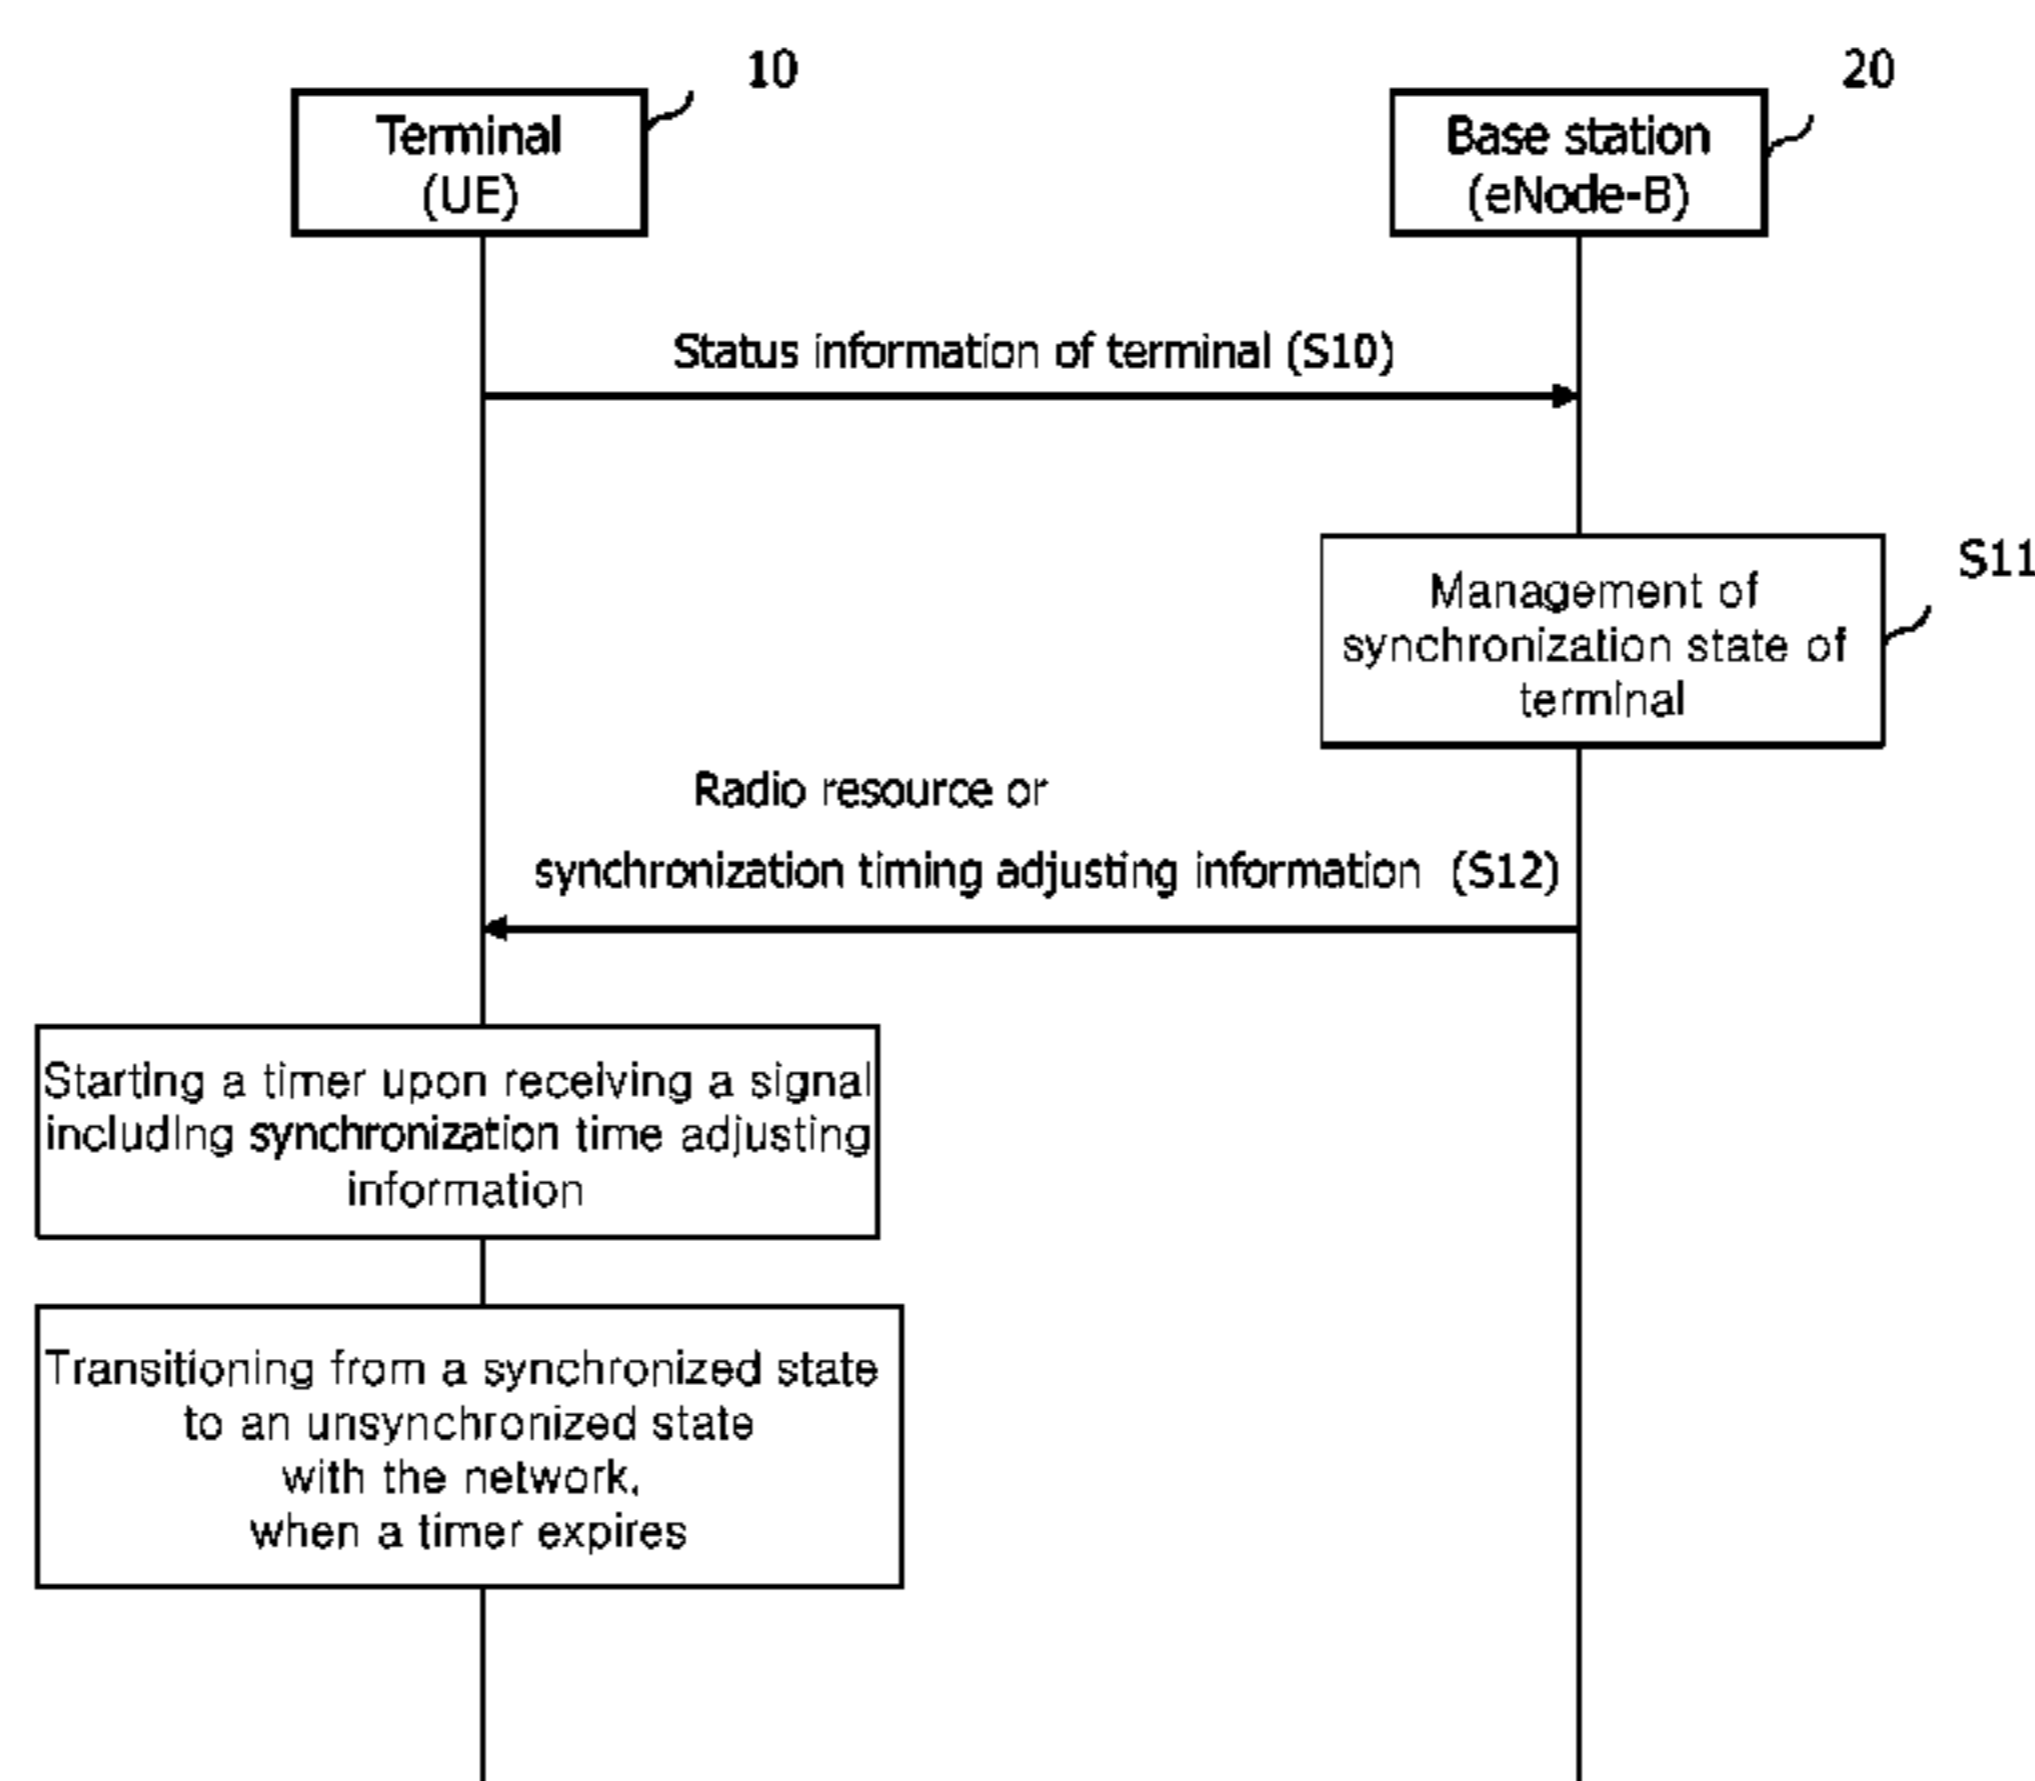 10
20
Terminal
(UE)
Base station
(eNode-B)
Status information of terminal (S10)
S11
Management of
synchronization state of
terminal
Radio resource or
synchronization timing adjusting information (S12)
Starting a timer upon receiving a signal
including synchronization time adjusting
information
Transitioning from a synchronized state
to an unsynchronized state
with the network,
when a timer expires